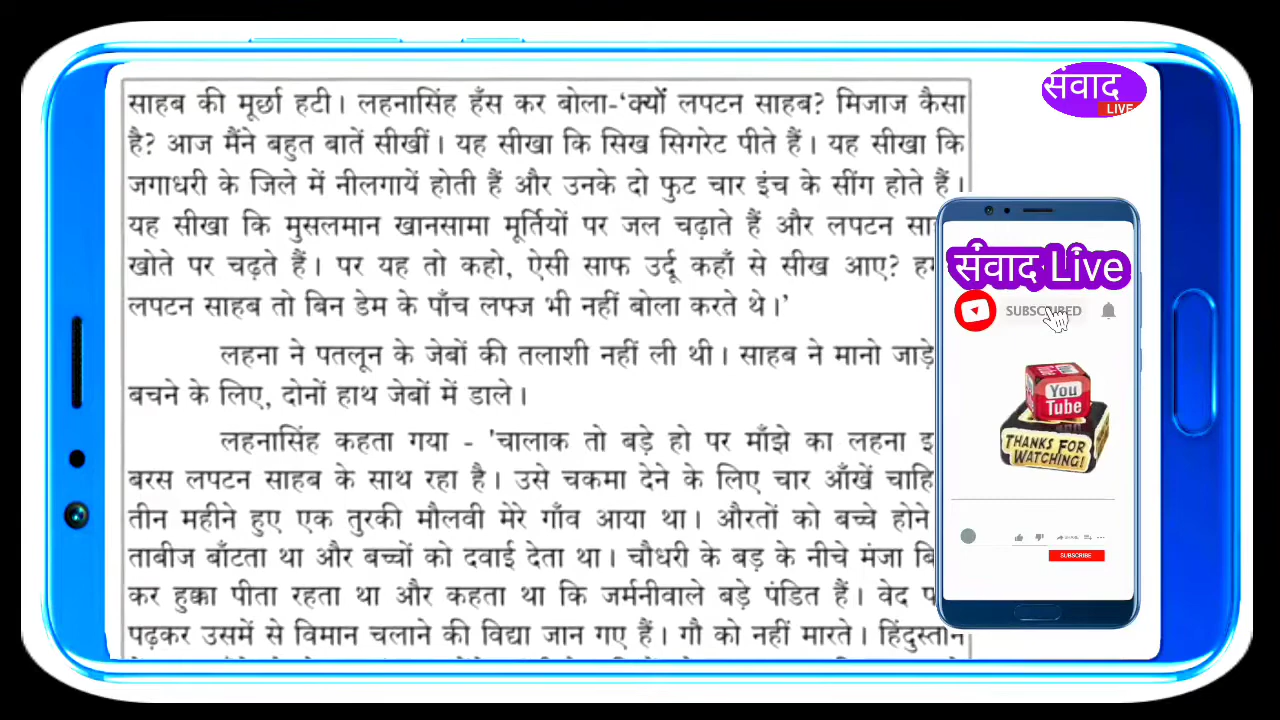 साहब की मूर्छा हटी। लहनासिंह हँस कर बोला-‘क्यों लपटन साहब? मिजाज कैसा
है? आज मैंने बहुत बातें सीखीं। यह सीखा कि सिख सिगरेट पीते हैं। यह सीखा कि
जगाधरी के जिले में नीलगायें होती हैं और उनके दो फुट चार इंच के सींग होते हैं।
यह सीखा कि मुसलमान खानसामा मूर्तियों पर जल चढ़ाते हैं और लपटन
खोते पर चढ़ते हैं। पर यह तो कहो, ऐसी साफ उर्दू कहाँ से सीख आए?
लपटन साहब तो बिन डेम के पाँच लफ्ज भी नहीं बोला करते थे।’
लहना ने पतलून के जेबों की तलाशी नहीं ली थी। साहब ने मानो जाड़े
बचने के लिए, दोनों हाथ जेबों में डाले।
लहनासिंह कहता गया - 'चालाक तो बड़े हो पर माँझे का लहना
बरस लपटन साहब के साथ रहा है। उसे चकमा देने के लिए चार आँखें
तीन महीने हुए एक तुरकी मौलवी मेरे गाँव आया था। औरतों को बच्चे होने
ताबीज बाँटता था और बच्चों को दवाई देता था। चौधरी के बड़ के नीचे मंजा
कर हुक्का पीता रहता था और कहता था कि जर्मनीवाले बड़े पंडित हैं। वेद
पढ़कर उसमें से विमान चलाने की विद्या जान गए हैं। गौ को नहीं मारते। हिंदुस्तान
संवाद
LIVE
संवाद Live
SUBSCRIBED
You
Tube
THANKS FOR
WATCHING!
SHARE
SUBSCRIBE